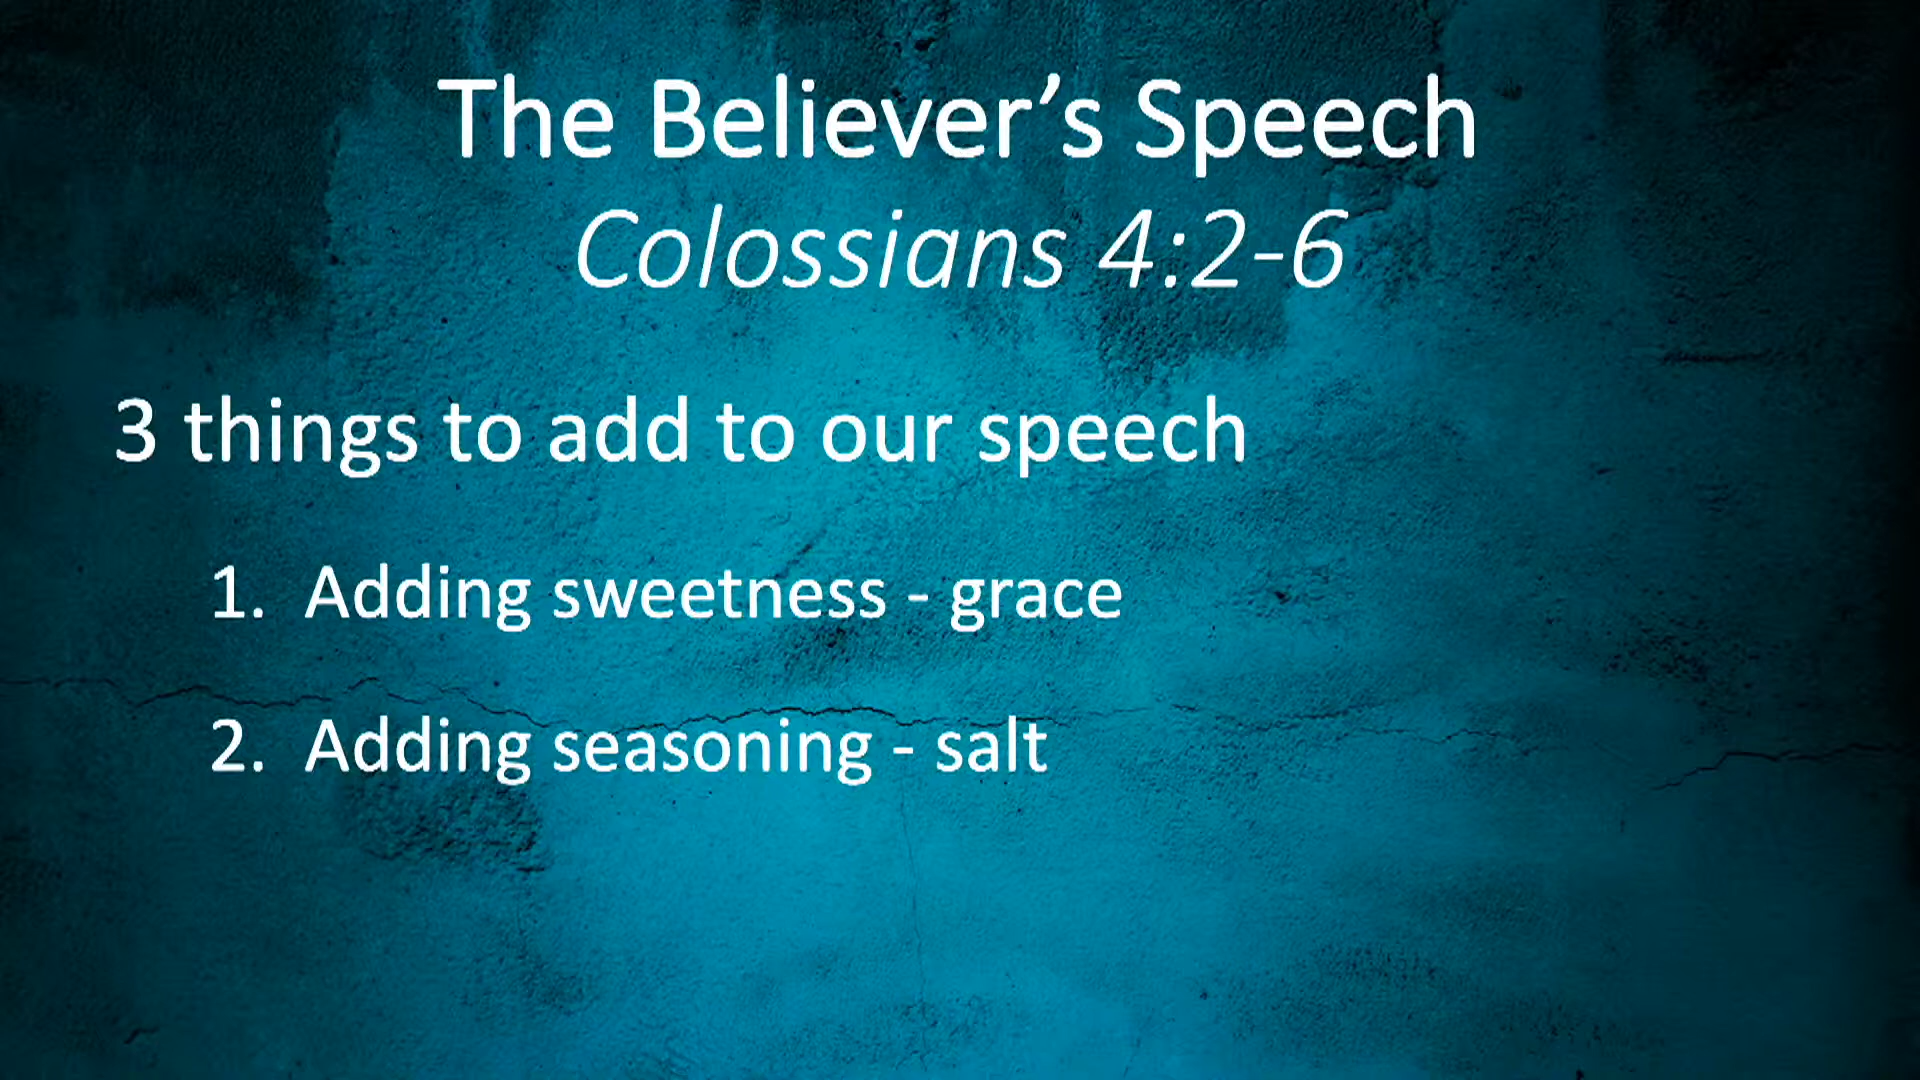 The Believer’s Speech
Colossians 4:2-6
3 things to add to our speech
1. Adding sweetness - grace
2. Adding seasoning - salt